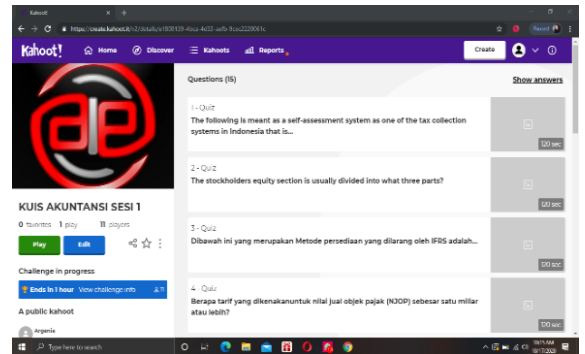 Kahoot!
https://create.kahoot.it/
Paused
Kahoot!
Home
Discover
Kahoots
Reports
Create
Questions (15)
Show answers
1 - Quiz
The following is meant as a self-assessment system as one of the tax collection
systems in Indonesia that is...
120 sec
2 - Quiz
The stockholders equity section is usually divided into what three parts?
120 sec
3 - Quiz
Dibawah ini yang merupakan Metode persediaan yang dilarang oleh IFRS adalah...
120 sec
4 - Quiz
Berapa tarif yang dikenakanuntuk nilai jual objek pajak (NJOP) sebesar satu miliar
atau lebih?
120 sec
KUIS AKUNTANSI SESI 1
0 favorites 1 play 11 players
Play
Edit
Challenge in progress
Ends in 1 hour View challenge info 11
A public kahoot
Argenia
Type here to search
10:15 AM